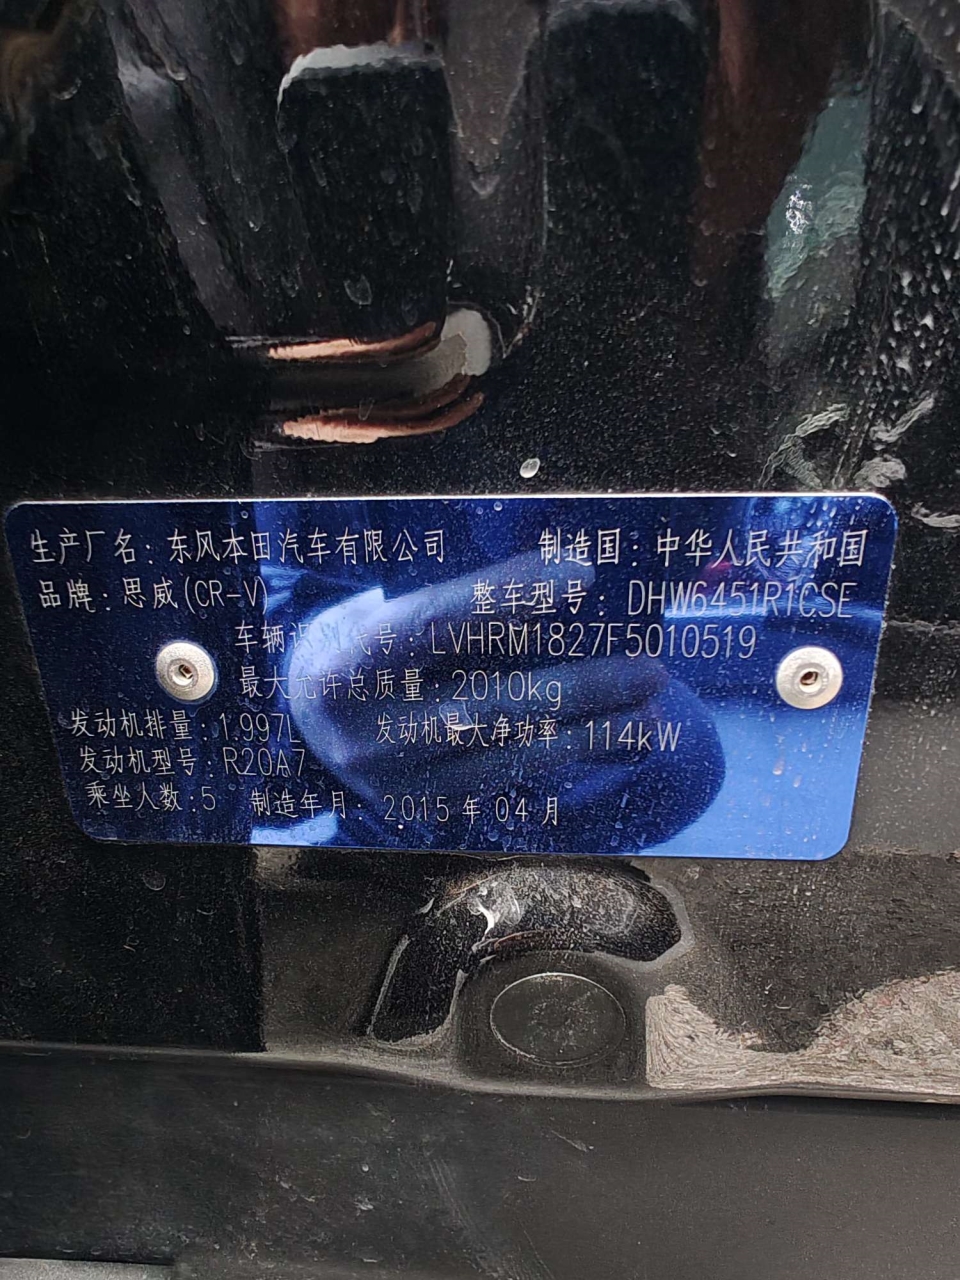 生产厂名：东风本田汽车有限公司 制造国：中华人民共和国
品牌：思威(CR-V) 整车型号：DHW6451R1CSE
车辆识别代号：LVHRM1827F5010519
最大允许总质量：2010kg
发动机排量：1.997L 发动机最大净功率：114kW
发动机型号：R20A7
乘坐人数：5 制造年月：2015年04月